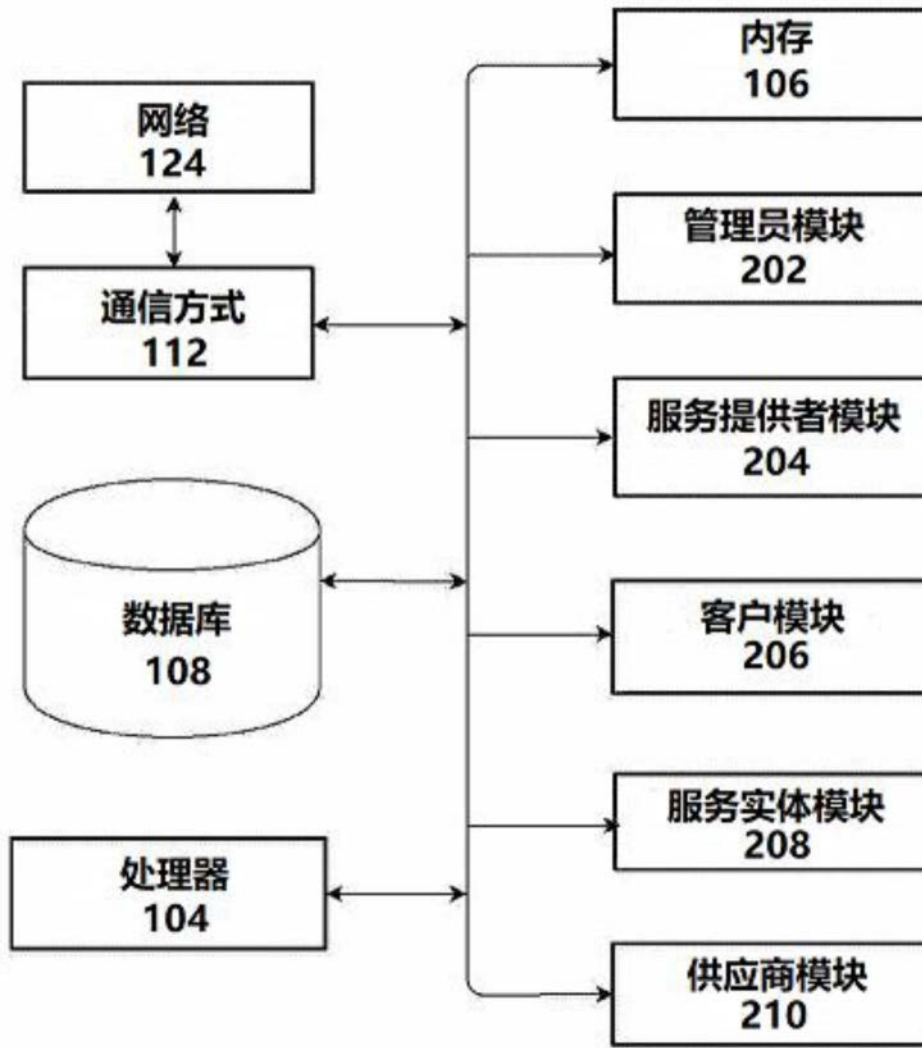 网络
124
通信方式
112
数据库
108
处理器
104
内存
106
管理员模块
202
服务提供者模块
204
客户模块
206
服务实体模块
208
供应商模块
210